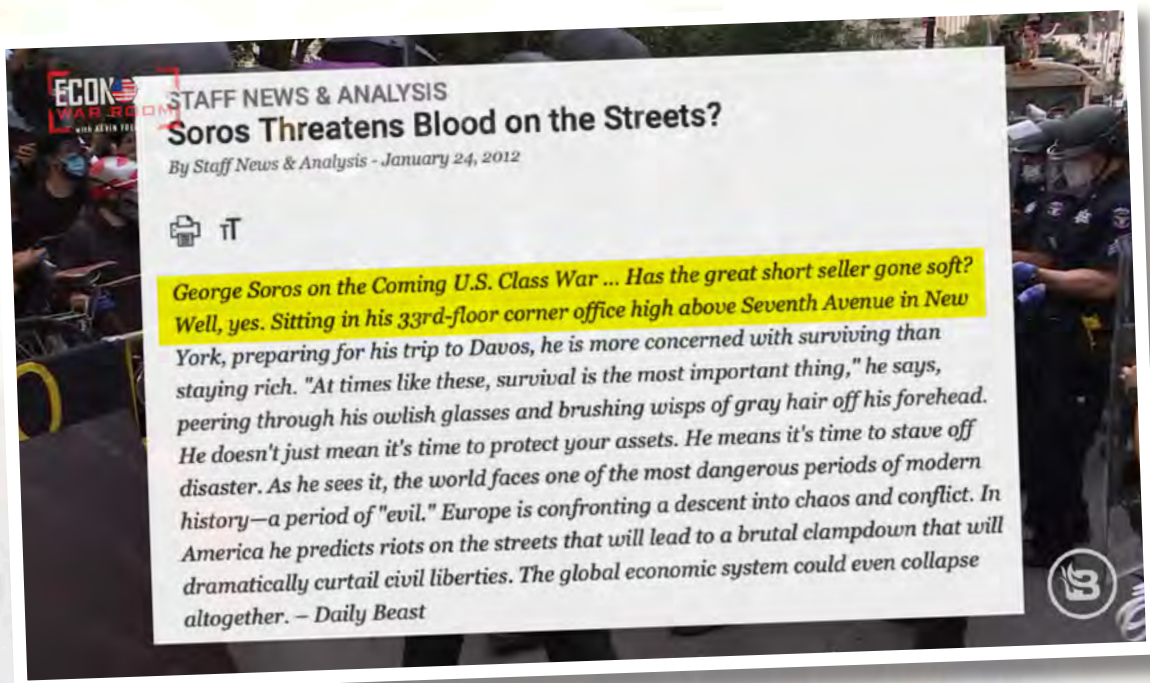 ECON
WAR ROOM
WITH KEVIN
STAFF NEWS & ANALYSIS
Soros Threatens Blood on the Streets?
By Staff News & Analysis - January 24, 2012
TT
George Soros on the Coming U.S. Class War ... Has the great short seller gone soft?
Well, yes. Sitting in his 33rd-floor corner office high above Seventh Avenue in New
York, preparing for his trip to Davos, he is more concerned with surviving than
staying rich. "At times like these, survival is the most important thing," he says,
peering through his owlish glasses and brushing wisps of gray hair off his forehead.
He doesn't just mean it's time to protect your assets. He means it's time to stave off
disaster. As he sees it, the world faces one of the most dangerous periods of modern
history—a period of "evil." Europe is confronting a descent into chaos and conflict. In
America he predicts riots on the streets that will lead to a brutal clampdown that will
dramatically curtail civil liberties. The global economic system could even collapse
altogether. – Daily Beast
B